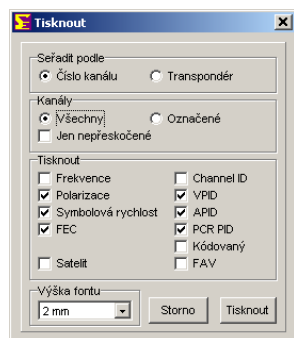 Tisknout
Seřadit podle
Číslo kanálu Transpondér
Kanály
Všechny Označené
Jen nepřeskočené
Tisknout
Frekvence Channel ID
Polarizace VPID
Symbolová rychlost APID
FEC PCR PID
Kódovaný
Satelit FAV
Výška fontu
2 mm Storno Tisknout